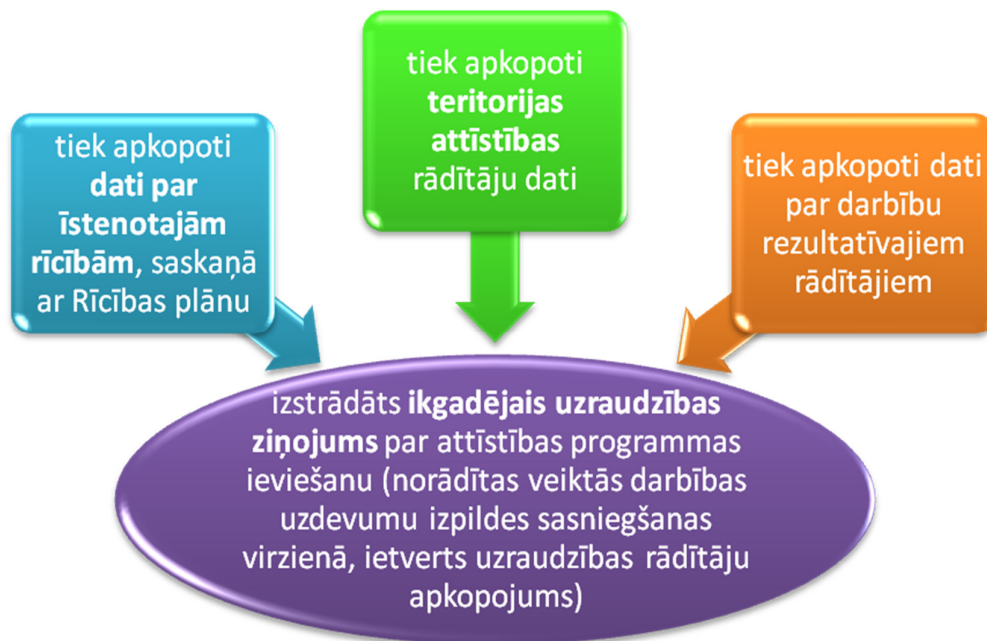 tiek apkopoti
dati par
īstenotajām
rīcībām, saskaņā
ar Rīcības plānu
tiek apkopoti
teritorijas
attīstības
rādītāju dati
tiek apkopoti dati
par darbību
rezultatīvajiem
rādītājiem
izstrādāts ikgadējais uzraudzības
ziņojums par attīstības programmas
ieviešanu (norādītas veiktās darbības
uzdevumu izpildes sasniegšanas
virzienā, ietverts uzraudzības rādītāju
apkopojums)